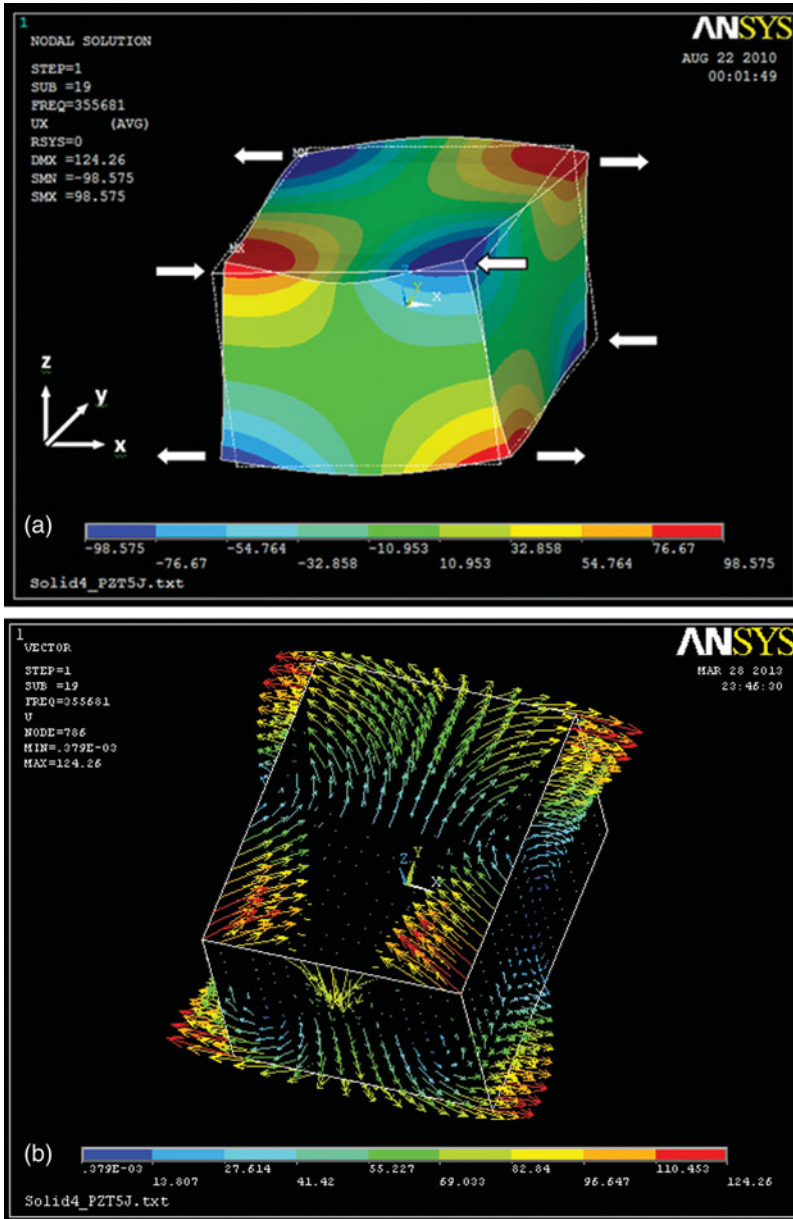 1
ANSYS
NODAL SOLUTION
AUG 22 2010
00:01:49
STEP=1
SUB =19
FREQ=355681
UX (AVG)
RSYS=0
DMX =124.26
SMN =-98.575
SMX =98.575
MN
MX
Z
Y
X
z
y
x
(a)
-98.575 -54.764 -10.953 32.858 76.67
-76.67 -32.858 10.953 54.764 98.575
Solid4_PZT5J.txt
1
ANSYS
VECTOR
MAR 28 2013
23:46:30
STEP=1
SUB =19
FREQ=355681
U
NODE=786
MIN=.379E-03
MAX=124.26
Z Y
X
(b)
.379E-03 27.614 55.227 82.84 110.453
13.807 41.42 69.033 96.647 124.26
Solid4_PZT5J.txt